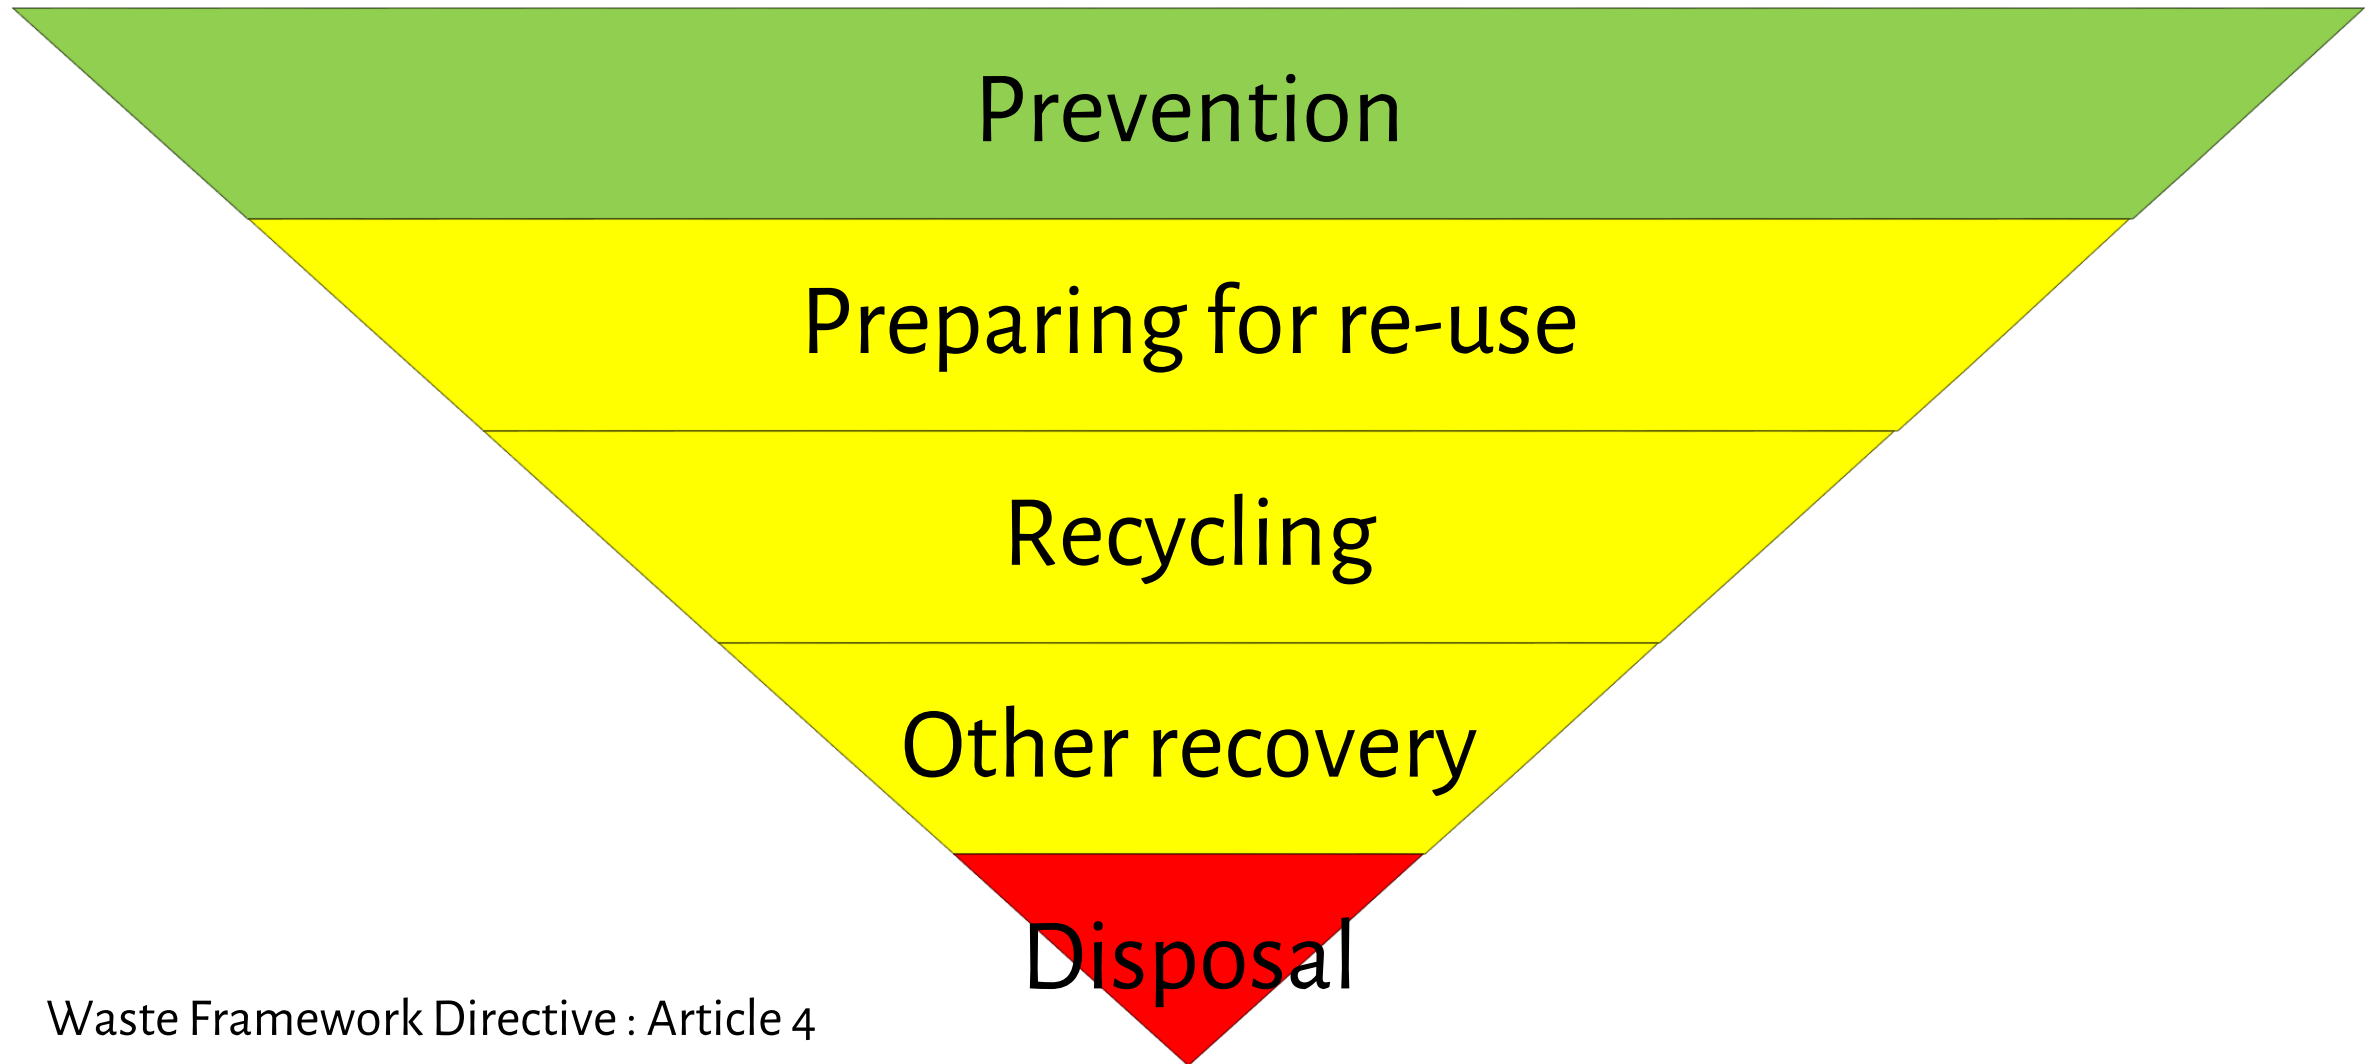 Prevention
Preparing for re-use
Recycling
Other recovery
Disposal
Waste Framework Directive : Article 4